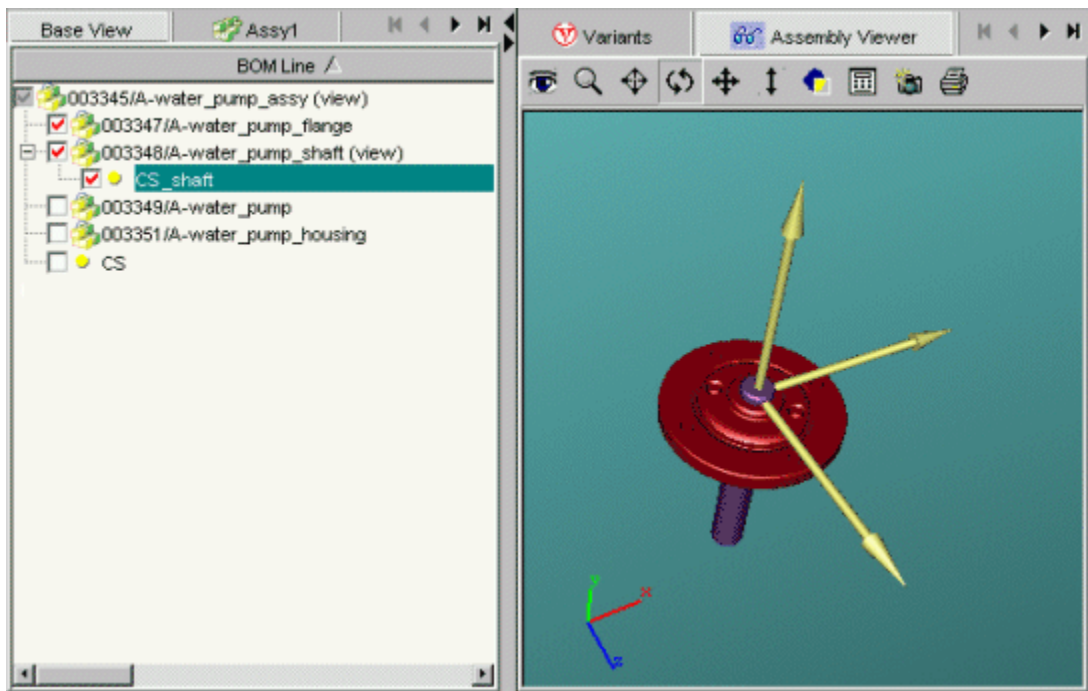 Base View
Assy1
BOM Line
003345/A-water_pump_assy (view)
003347/A-water_pump_flange
003348/A-water_pump_shaft (view)
CS_shaft
003349/A-water_pump
003351/A-water_pump_housing
CS
Variants
Assembly Viewer
y
x
z